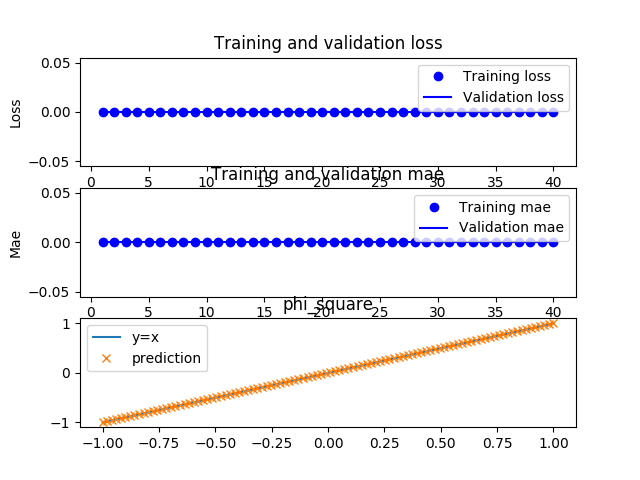 Training and validation loss
0.05
0.00
−0.05
Loss
Training loss
Validation loss
0 5 10 15 20 25 30 35 40
Training and validation mae
0.05
0.00
−0.05
Mae
Training mae
Validation mae
0 5 10 15 20 25 30 35 40
phi_square
1
0
−1
y=x
prediction
−1.00 −0.75 −0.50 −0.25 0.00 0.25 0.50 0.75 1.00